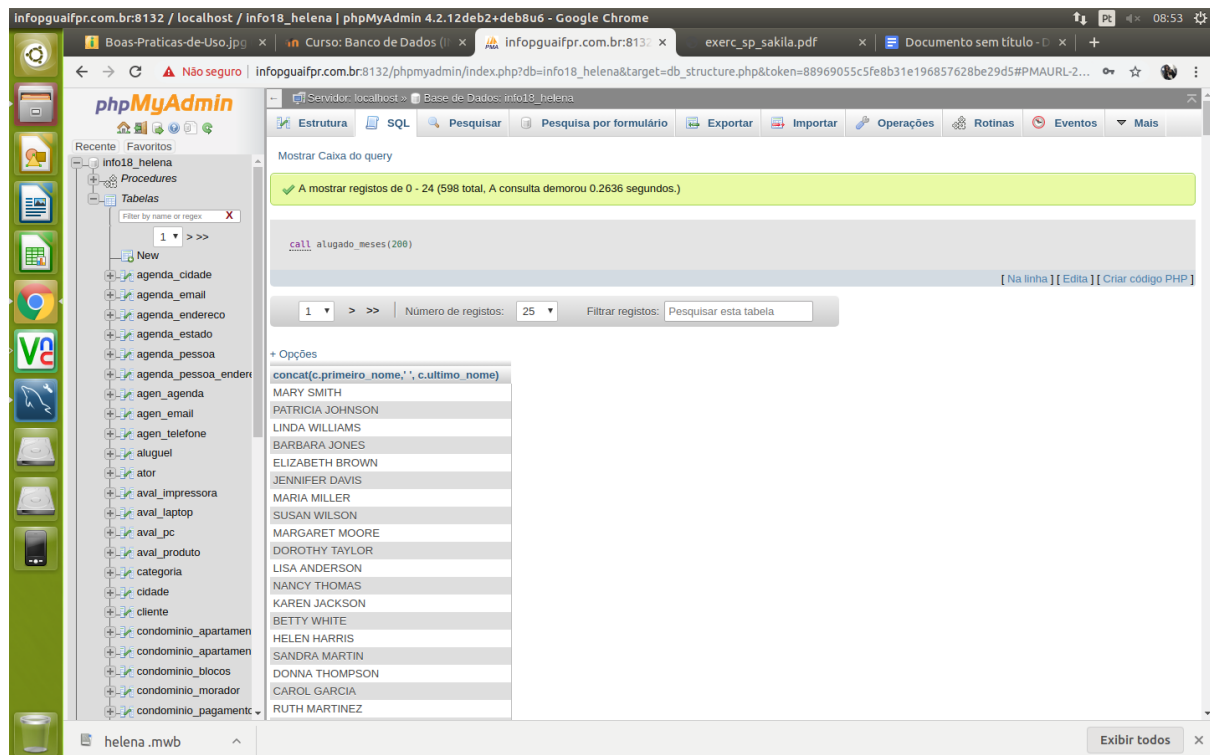 infopguaifpr.com.br:8132 / localhost / info18_helena | phpMyAdmin 4.2.12deb2+deb8u6 - Google Chrome
Pt
08:53
Boas-Praticas-de-Uso.jpg
Curso: Banco de Dados (I
infopguaifpr.com.br:8132
exerc_sp_sakila.pdf
Documento sem título - D
Não seguro | infopguaifpr.com.br:8132/phpmyadmin/index.php?db=info18_helena&target=db_structure.php&token=88969055c5fe8b31e196857628be29d5#PMAURL-2...
phpMyAdmin
Recente Favoritos
info18_helena
Procedures
Tabelas
Filter by name or regex X
1 > >>
New
agenda_cidade
agenda_email
agenda_endereco
agenda_estado
agenda_pessoa
agenda_pessoa_endere
agen_agenda
agen_email
agen_telefone
aluguel
ator
aval_impressora
aval_laptop
aval_pc
aval_produto
categoria
cidade
cliente
condominio_apartamen
condominio_apartamen
condominio_blocos
condominio_morador
condominio_pagamento
Servidor: localhost » Base de Dados: info18_helena
Estrutura SQL Pesquisar Pesquisa por formulário Exportar Importar Operações Rotinas Eventos Mais
Mostrar Caixa do query
A mostrar registos de 0 - 24 (598 total, A consulta demorou 0.2636 segundos.)
call alugado_meses(200)
[ Na linha ] [ Edita ] [ Criar código PHP ]
1 > >> Número de registos: 25 Filtrar registos: Pesquisar esta tabela
+ Opções
concat(c.primeiro_nome,' ', c.ultimo_nome)
MARY SMITH
PATRICIA JOHNSON
LINDA WILLIAMS
BARBARA JONES
ELIZABETH BROWN
JENNIFER DAVIS
MARIA MILLER
SUSAN WILSON
MARGARET MOORE
DOROTHY TAYLOR
LISA ANDERSON
NANCY THOMAS
KAREN JACKSON
BETTY WHITE
HELEN HARRIS
SANDRA MARTIN
DONNA THOMPSON
CAROL GARCIA
RUTH MARTINEZ
helena .mwb
Exibir todos